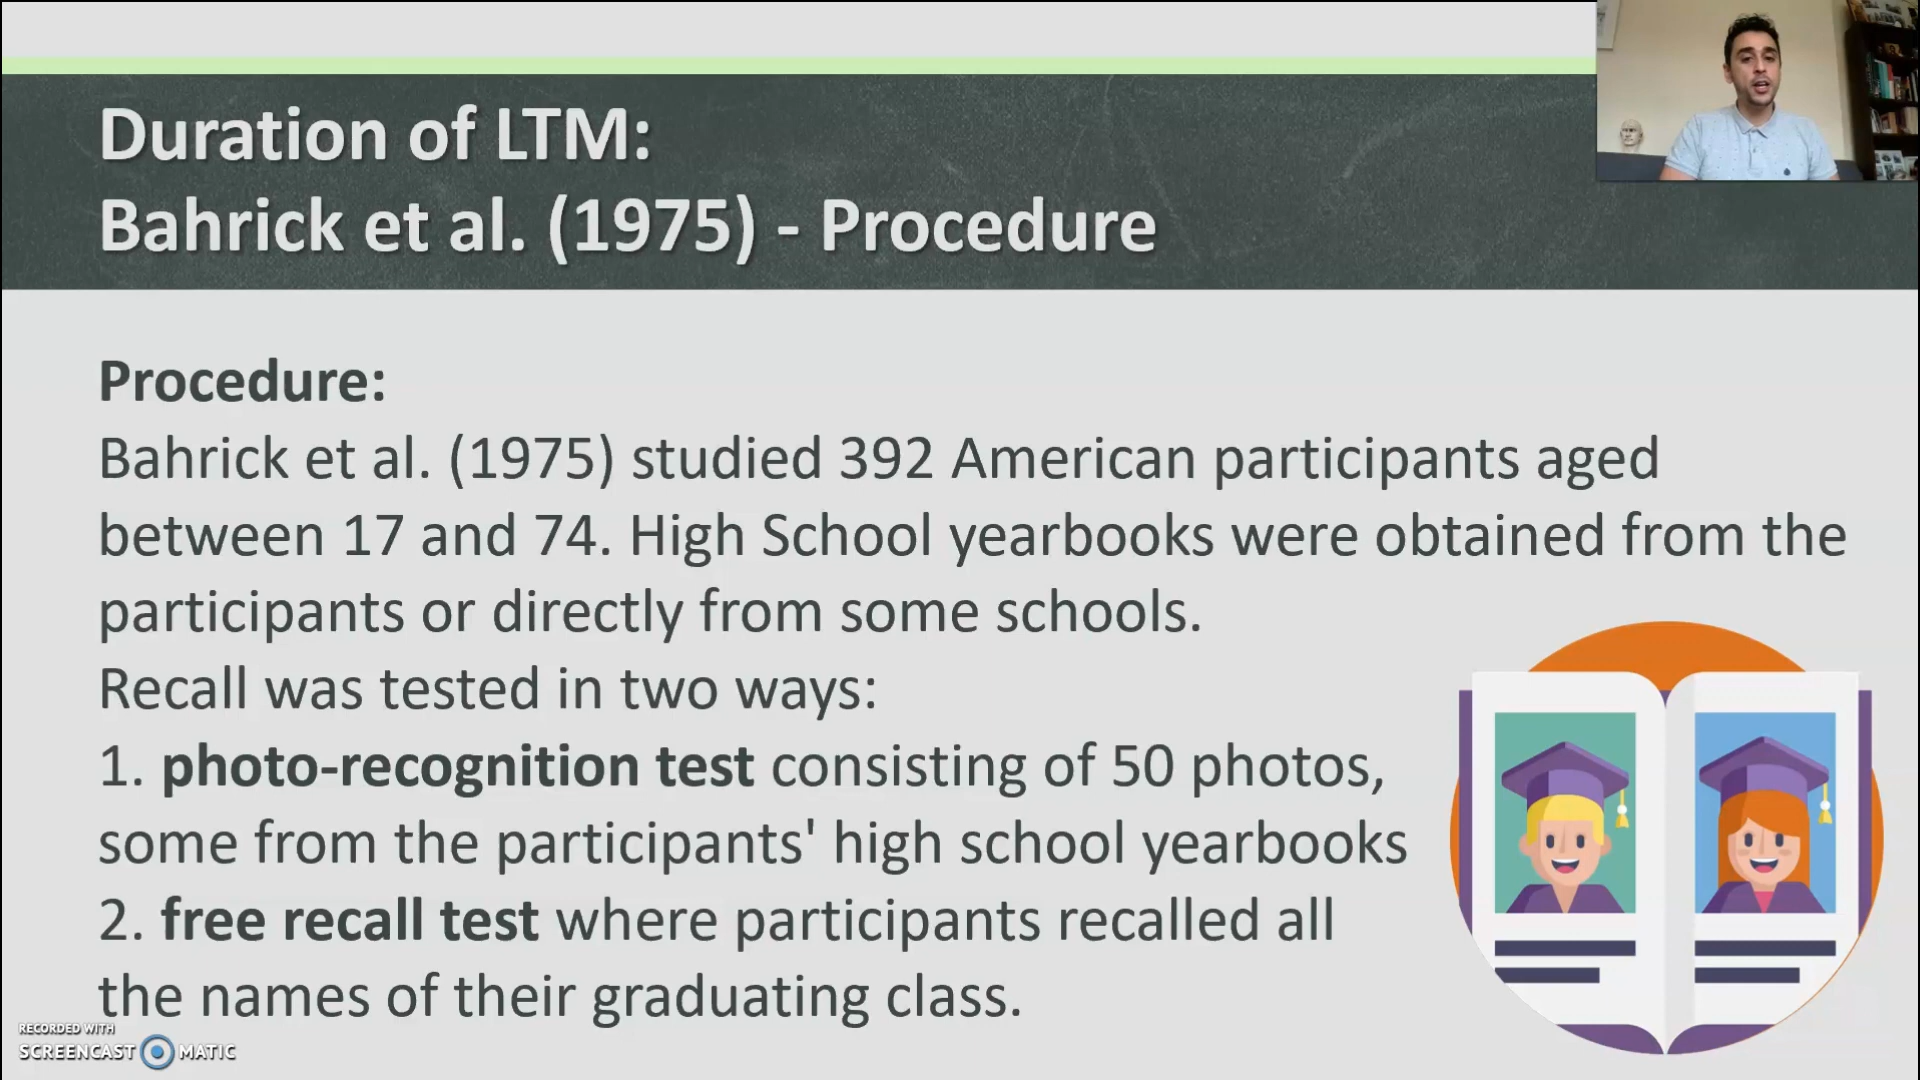 Duration of LTM:
Bahrick et al. (1975) - Procedure
Procedure:
Bahrick et al. (1975) studied 392 American participants aged
between 17 and 74. High School yearbooks were obtained from the
participants or directly from some schools.
Recall was tested in two ways:
1. photo-recognition test consisting of 50 photos,
some from the participants' high school yearbooks
2. free recall test where participants recalled all
the names of their graduating class.
RECORDED WITH
SCREENCAST MATIC